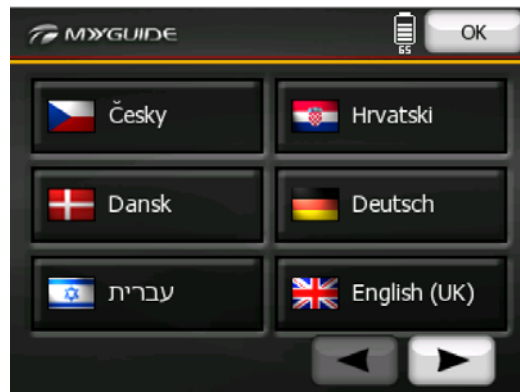 MYGUIDE
65
OK
Česky
Hrvatski
Dansk
Deutsch
עברית
English (UK)